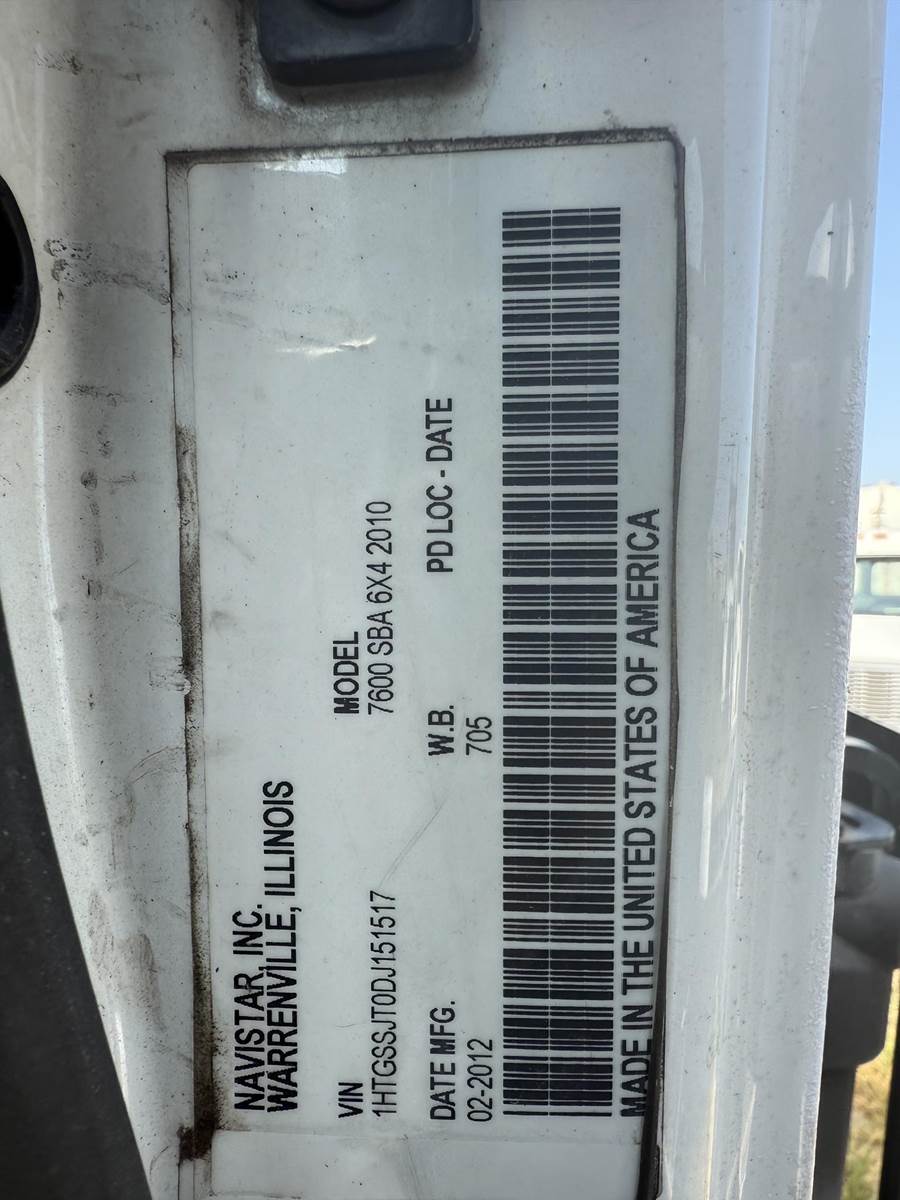 NAVISTAR, INC.
WARRENVILLE, ILLINOIS
VIN
1HTGSSJT0DJ151517
MODEL
7600 SBA 6X4 2010
DATE MFG.
02-2012
W.B.
705
PD LOC - DATE
MADE IN THE UNITED STATES OF AMERICA